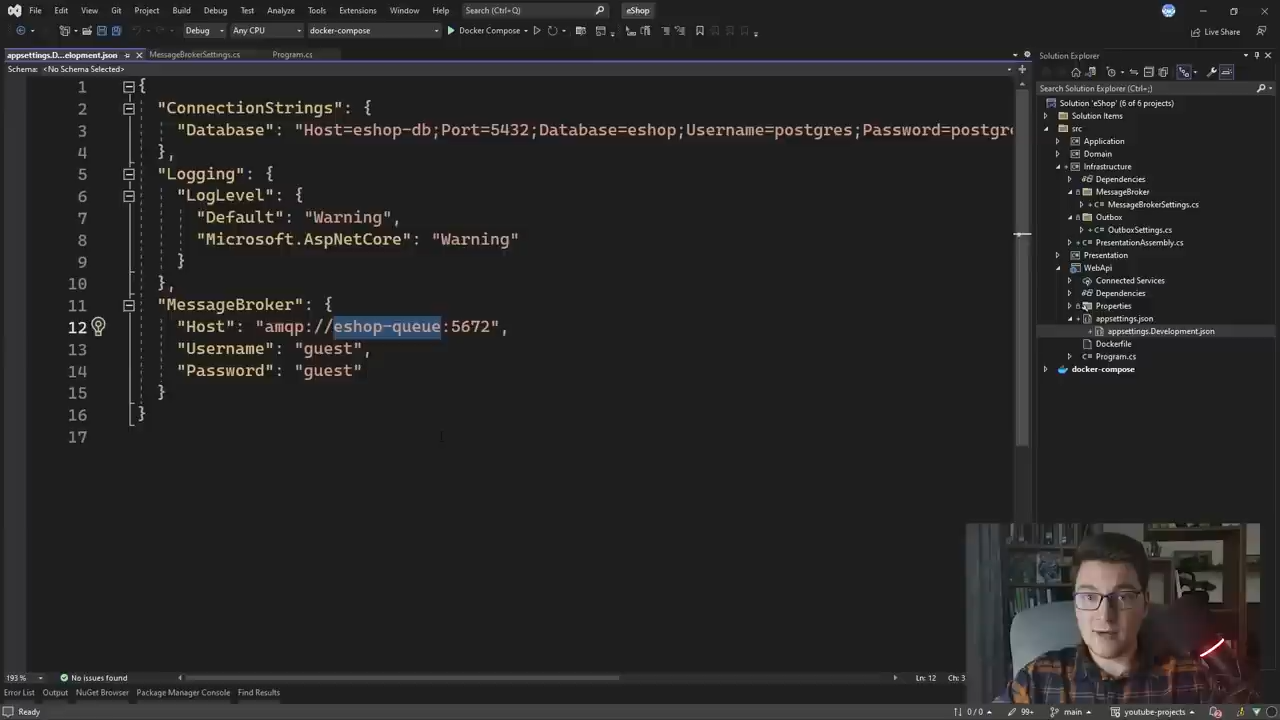 File Edit View Git Project Build Debug Test Analyze Tools Extensions Window Help Search (Ctrl+Q) eShop
Debug Any CPU docker-compose Docker Compose Live Share
appsettings.D...elopment.json MessageBrokerSettings.cs Program.cs
Schema: <No Schema Selected>
1 {
2 "ConnectionStrings": {
3 "Database": "Host=eshop-db;Port=5432;Database=eshop;Username=postgres;Password=postgre
4 },
5 "Logging": {
6 "LogLevel": {
7 "Default": "Warning",
8 "Microsoft.AspNetCore": "Warning"
9 }
10 },
11 "MessageBroker": {
12 "Host": "amqp://eshop-queue:5672",
13 "Username": "guest",
14 "Password": "guest"
15 }
16 }
17
Solution Explorer
Search Solution Explorer (Ctrl+;)
Solution 'eShop' (6 of 6 projects)
Solution Items
src
Application
Domain
Infrastructure
Dependencies
MessageBroker
MessageBrokerSettings.cs
Outbox
OutboxSettings.cs
PresentationAssembly.cs
Presentation
WebApi
Connected Services
Dependencies
Properties
appsettings.json
appsettings.Development.json
Dockerfile
Program.cs
docker-compose
193 % No issues found Ln: 12 Ch: 3
Error List Output NuGet Browser Package Manager Console Find Results
Ready 0 / 0 99+ main youtube-projects